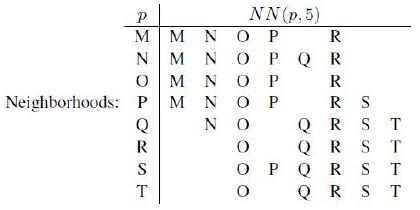 p NN(p, 5)
M M N O P R
N M N O P Q R
O M N O P R
Neighborhoods: P M N O P R S
Q N O Q R S T
R O Q R S T
S O P Q R S T
T O Q R S T